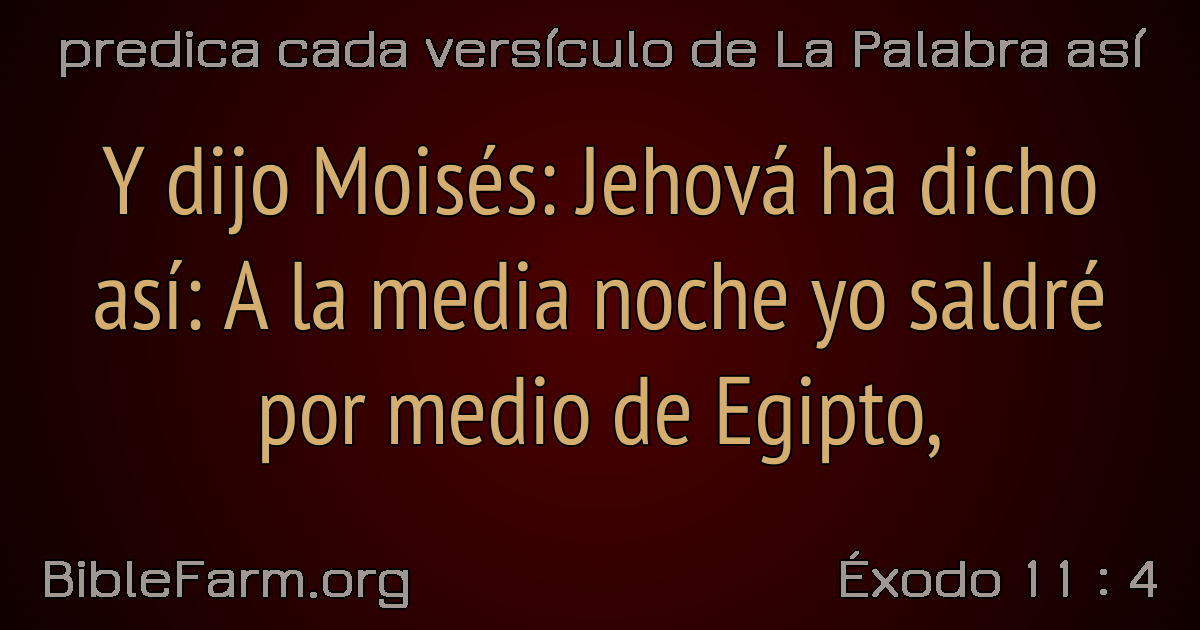 predica cada versículo de La Palabra así
Y dijo Moisés: Jehová ha dicho
así: A la media noche yo saldré
por medio de Egipto,
BibleFarm.org
Éxodo 11 : 4